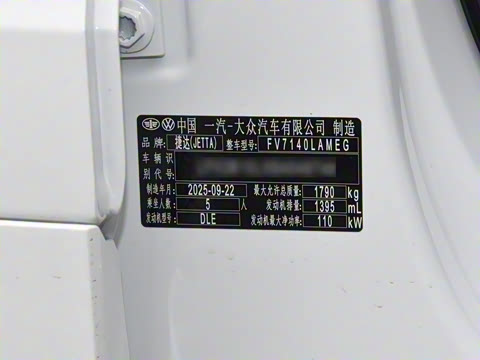 中国 一汽-大众汽车有限公司 制造
品牌: 捷达(JETTA) 整车型号: FV7140LAMEG
车辆识
别代号:
制造年月: 2025-09-22 最大允许总质量: 1790 kg
乘坐人数: 5 人 发动机排量: 1395 mL
发动机型号: DLE 发动机最大净功率: 110 kW